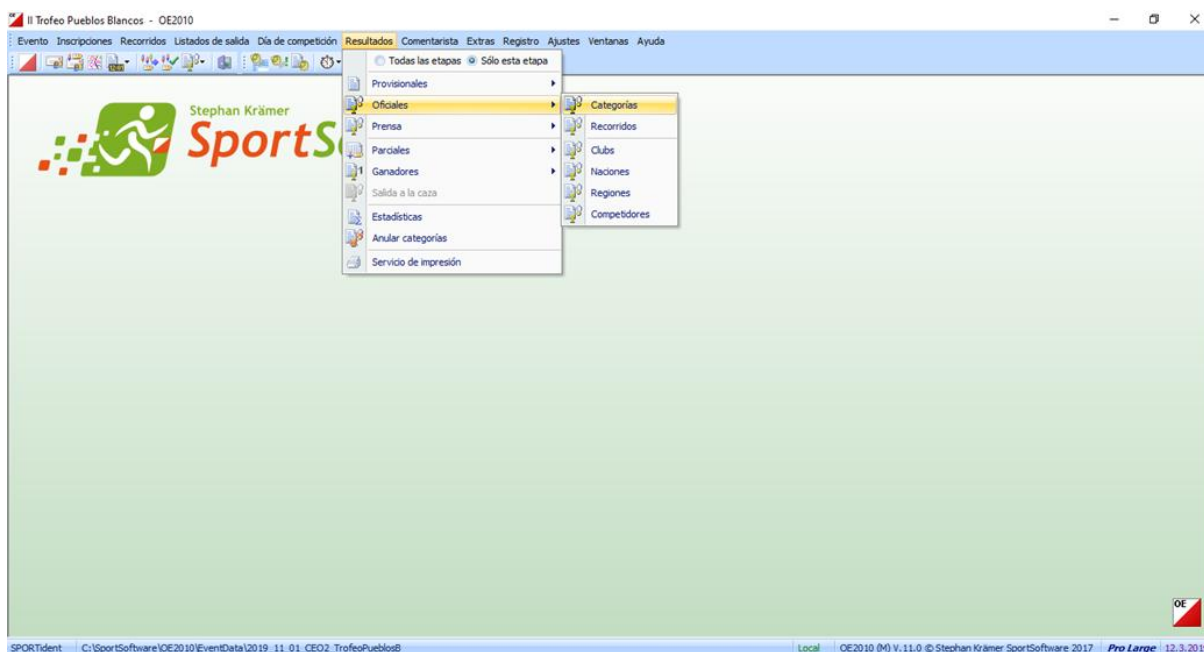 II Trofeo Pueblos Blancos - OE2010
Evento Inscripciones Recorridos Listados de salida Día de competición Resultados Comentarista Extras Registro Ajustes Ventanas Ayuda
Todas las etapas Sólo esta etapa
Provisionales
Oficiales
Categorías
Stephan Krämer
Prensa
Recorridos
SportS
Parciales
Clubs
Ganadores
Naciones
Salida a la caza
Regiones
Estadísticas
Competidores
Anular categorías
Servicio de impresión
OE
SPORTident C:\SportSoftware\OE2010\EventData\2019_11_01_CEO2_TrofeoPueblosB Local OE2010 (M) V.11.0 © Stephan Krämer SportSoftware 2017 Pro Large 12.3.201